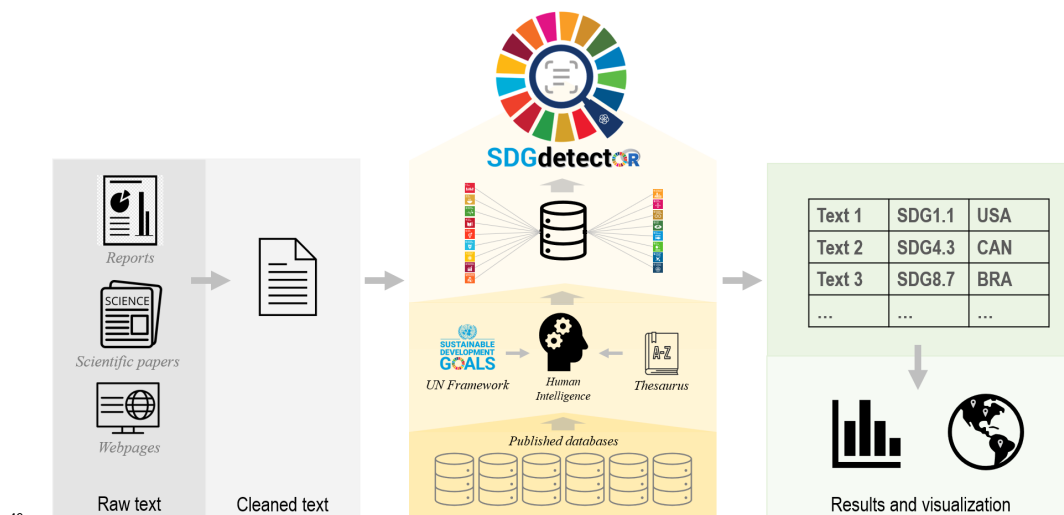 SDGdetectoR
Reports
SCIENCE
Scientific papers
Webpages
Raw text
Cleaned text
SUSTAINABLE
DEVELOPMENT
GOALS
UN Framework
Human
Intelligence
A-Z
Thesaurus
Published databases
Text 1 SDG1.1 USA
Text 2 SDG4.3 CAN
Text 3 SDG8.7 BRA
... ... ...
Results and visualization